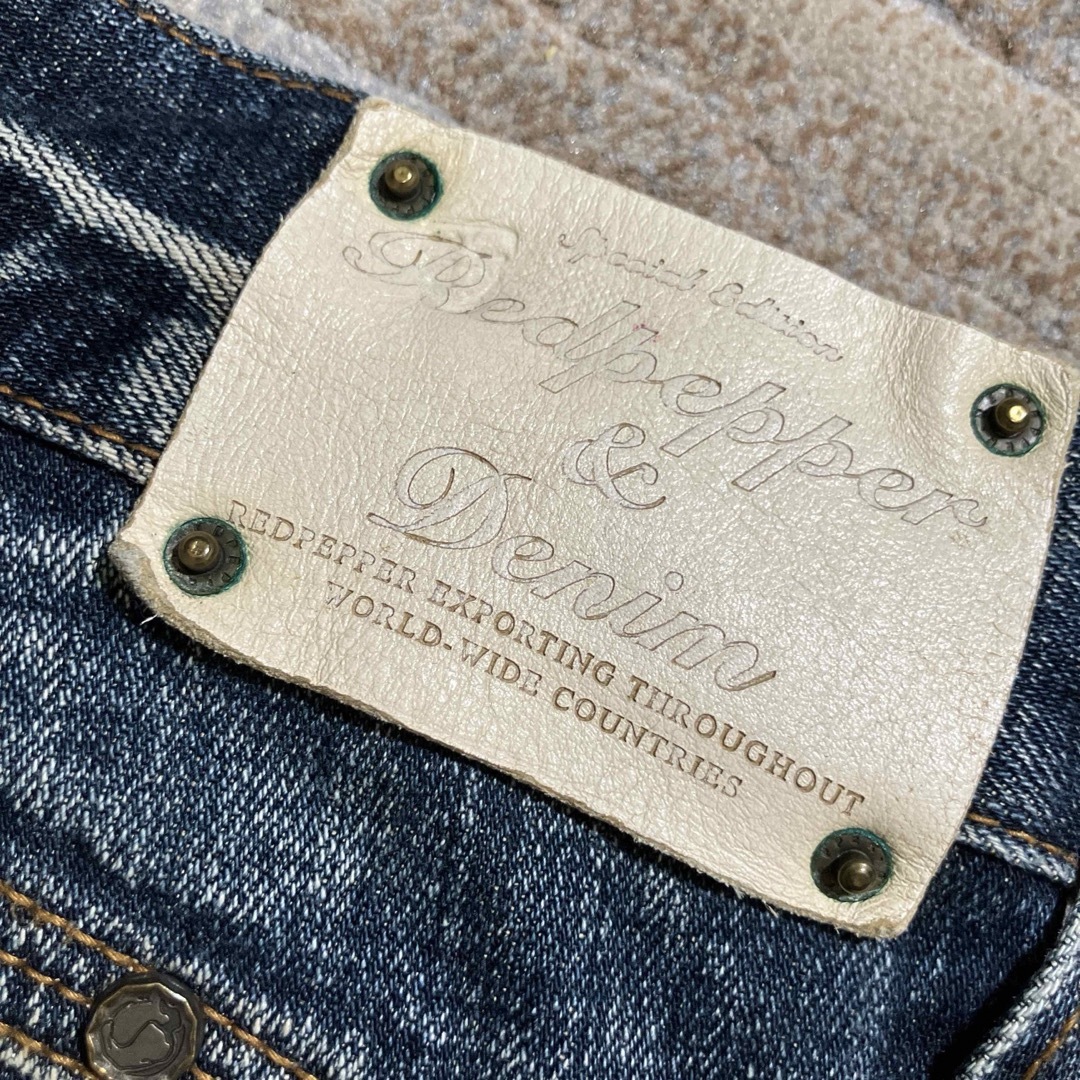 Special Edition
Redpepper
&
Denim
REDPEPPER EXPORTING THROUGHOUT
WORLD-WIDE COUNTRIES
S